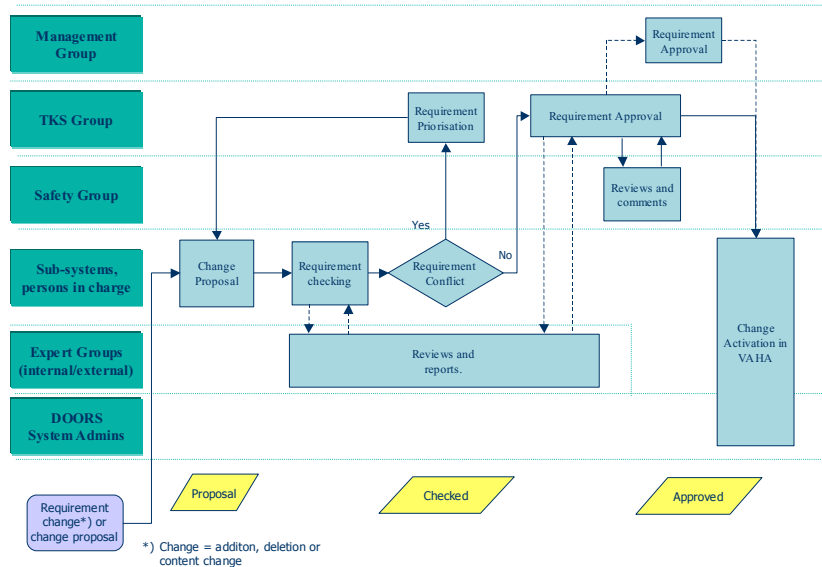 Management
Group
Requirement
Approval
TKS Group
Requirement
Priorisation
Requirement Approval
Safety Group
Reviews and
comments
Yes
No
Sub-systems,
persons in charge
Change
Proposal
Requirement
checking
Requirement
Conflict
Change
Activation in
VAHA
Expert Groups
(internal/external)
Reviews and
reports.
DOORS
System Admins
Proposal
Checked
Approved
Requirement
change*) or
change proposal
*) Change = additon, deletion or
content change